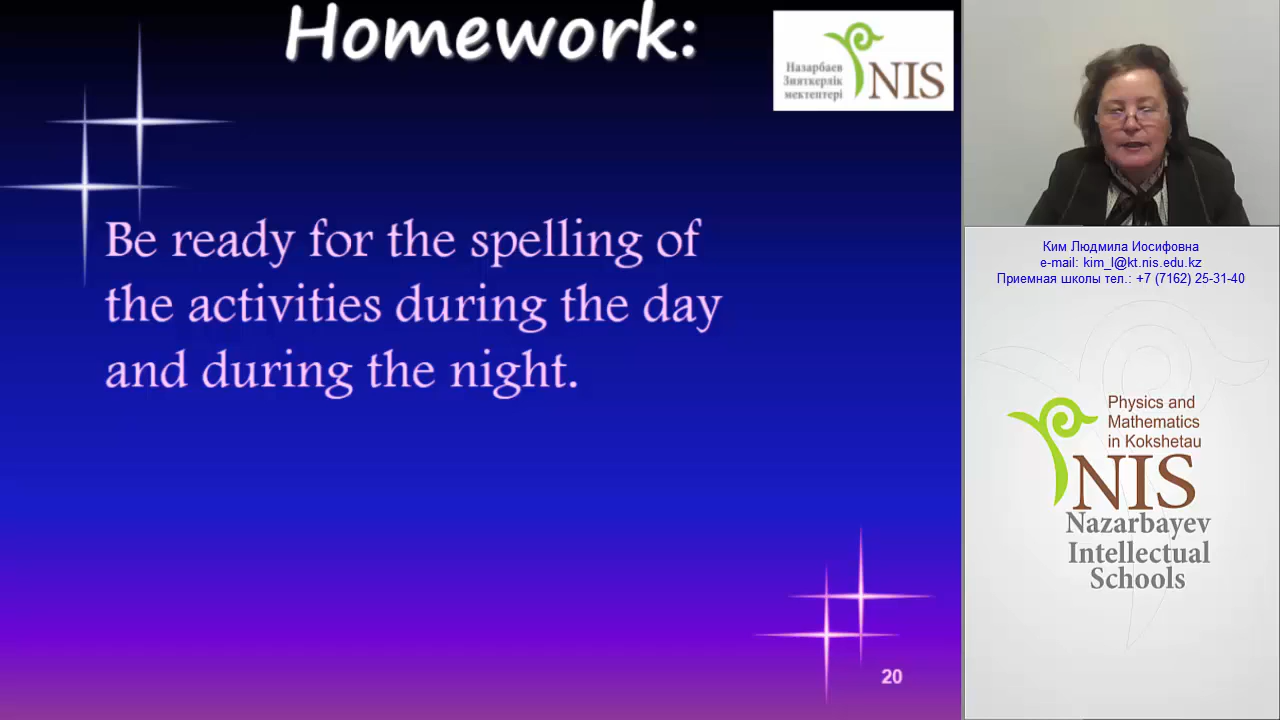 Homework:
Назарбаев
Зияткерлік
мектептері
NIS
Be ready for the spelling of
the activities during the day
and during the night.
20
Ким Людмила Иосифовна
e-mail: kim_l@kt.nis.edu.kz
Приемная школы тел.: +7 (7162) 25-31-40
Physics and
Mathematics
in Kokshetau
NIS
Nazarbayev
Intellectual
Schools